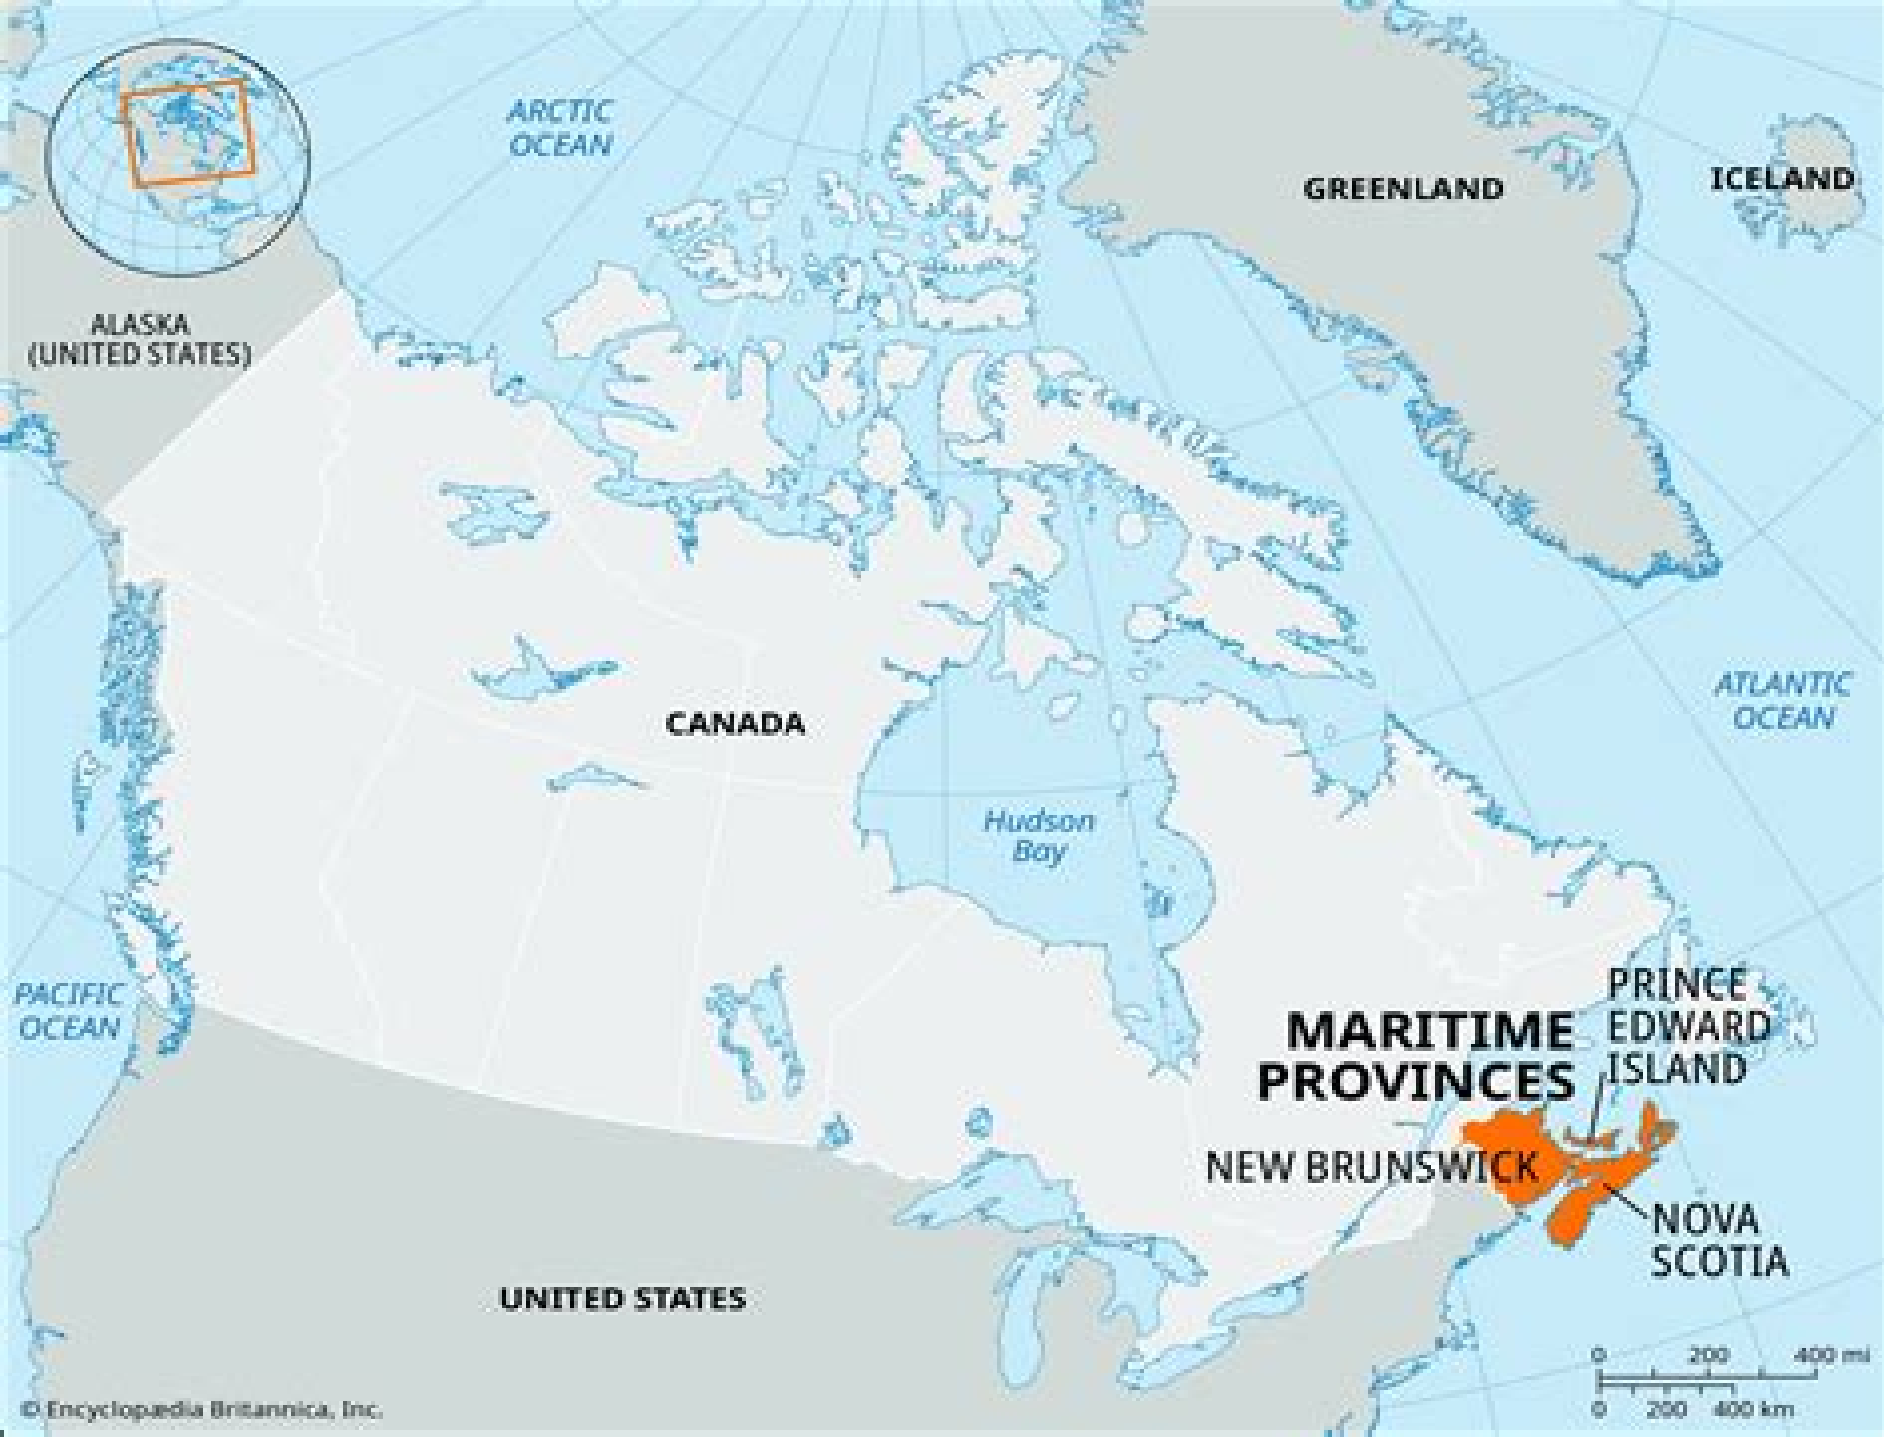 ARCTIC
OCEAN
GREENLAND
ICELAND
ALASKA
(UNITED STATES)
CANADA
ATLANTIC
OCEAN
Hudson
Bay
PACIFIC
OCEAN
PRINCE
EDWARD
ISLAND
MARITIME
PROVINCES
NEW BRUNSWICK
NOVA
SCOTIA
UNITED STATES
0 200 400 mi
0 200 400 km
© Encyclopædia Britannica, Inc.